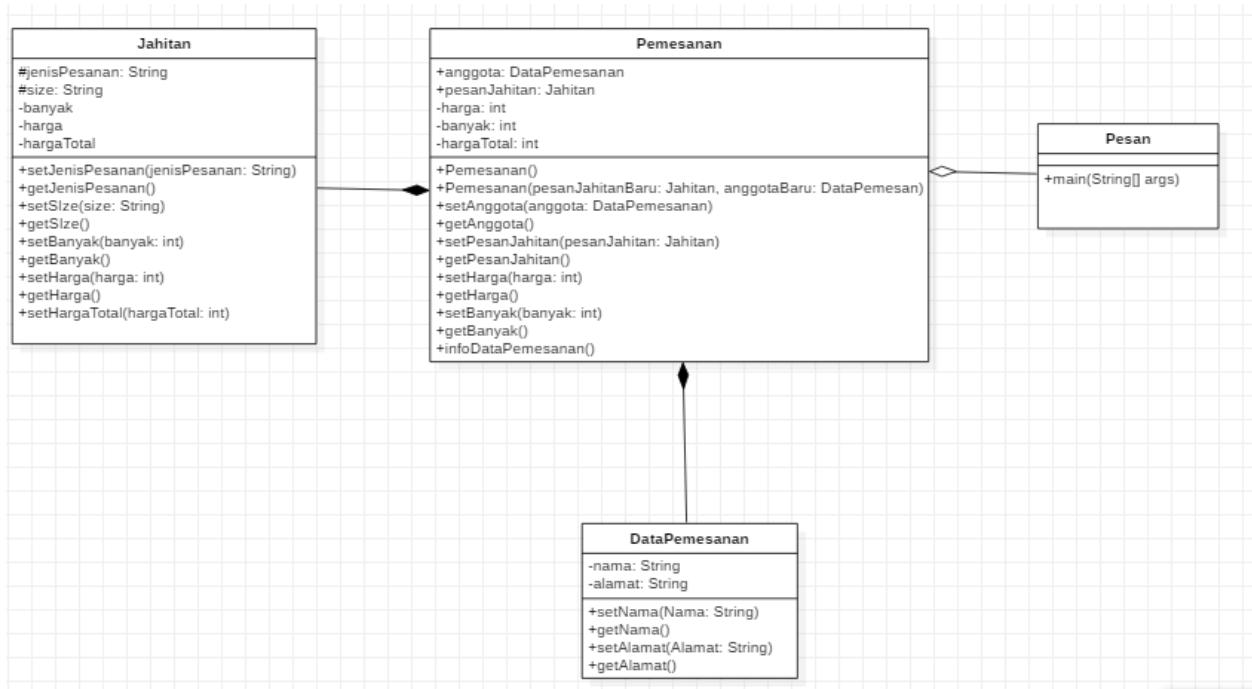 Jahitan
#jenisPesanan: String
#size: String
-banyak
-harga
-hargaTotal
+setJenisPesanan(jenisPesanan: String)
+getJenisPesanan()
+setSIze(size: String)
+getSIze()
+setBanyak(banyak: int)
+getBanyak()
+setHarga(harga: int)
+getHarga()
+setHargaTotal(hargaTotal: int)
Pemesanan
+anggota: DataPemesanan
+pesanJahitan: Jahitan
-harga: int
-banyak: int
-hargaTotal: int
+Pemesanan()
+Pemesanan(pesanJahitanBaru: Jahitan, anggotaBaru: DataPemesan)
+setAnggota(anggota: DataPemesanan)
+getAnggota()
+setPesanJahitan(pesanJahitan: Jahitan)
+getPesanJahitan()
+setHarga(harga: int)
+getHarga()
+setBanyak(banyak: int)
+getBanyak()
+infoDataPemesanan()
Pesan
+main(String[] args)
DataPemesanan
-nama: String
-alamat: String
+setNama(Nama: String)
+getNama()
+setAlamat(Alamat: String)
+getAlamat()